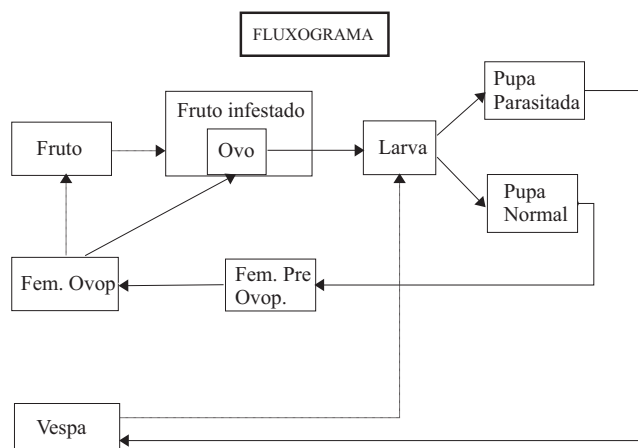 FLUXOGRAMA
Pupa
Parasitada
Fruto infestado
Ovo
Fruto
Larva
Pupa
Normal
Fem. Ovop
Fem. Pre
Ovop.
Vespa